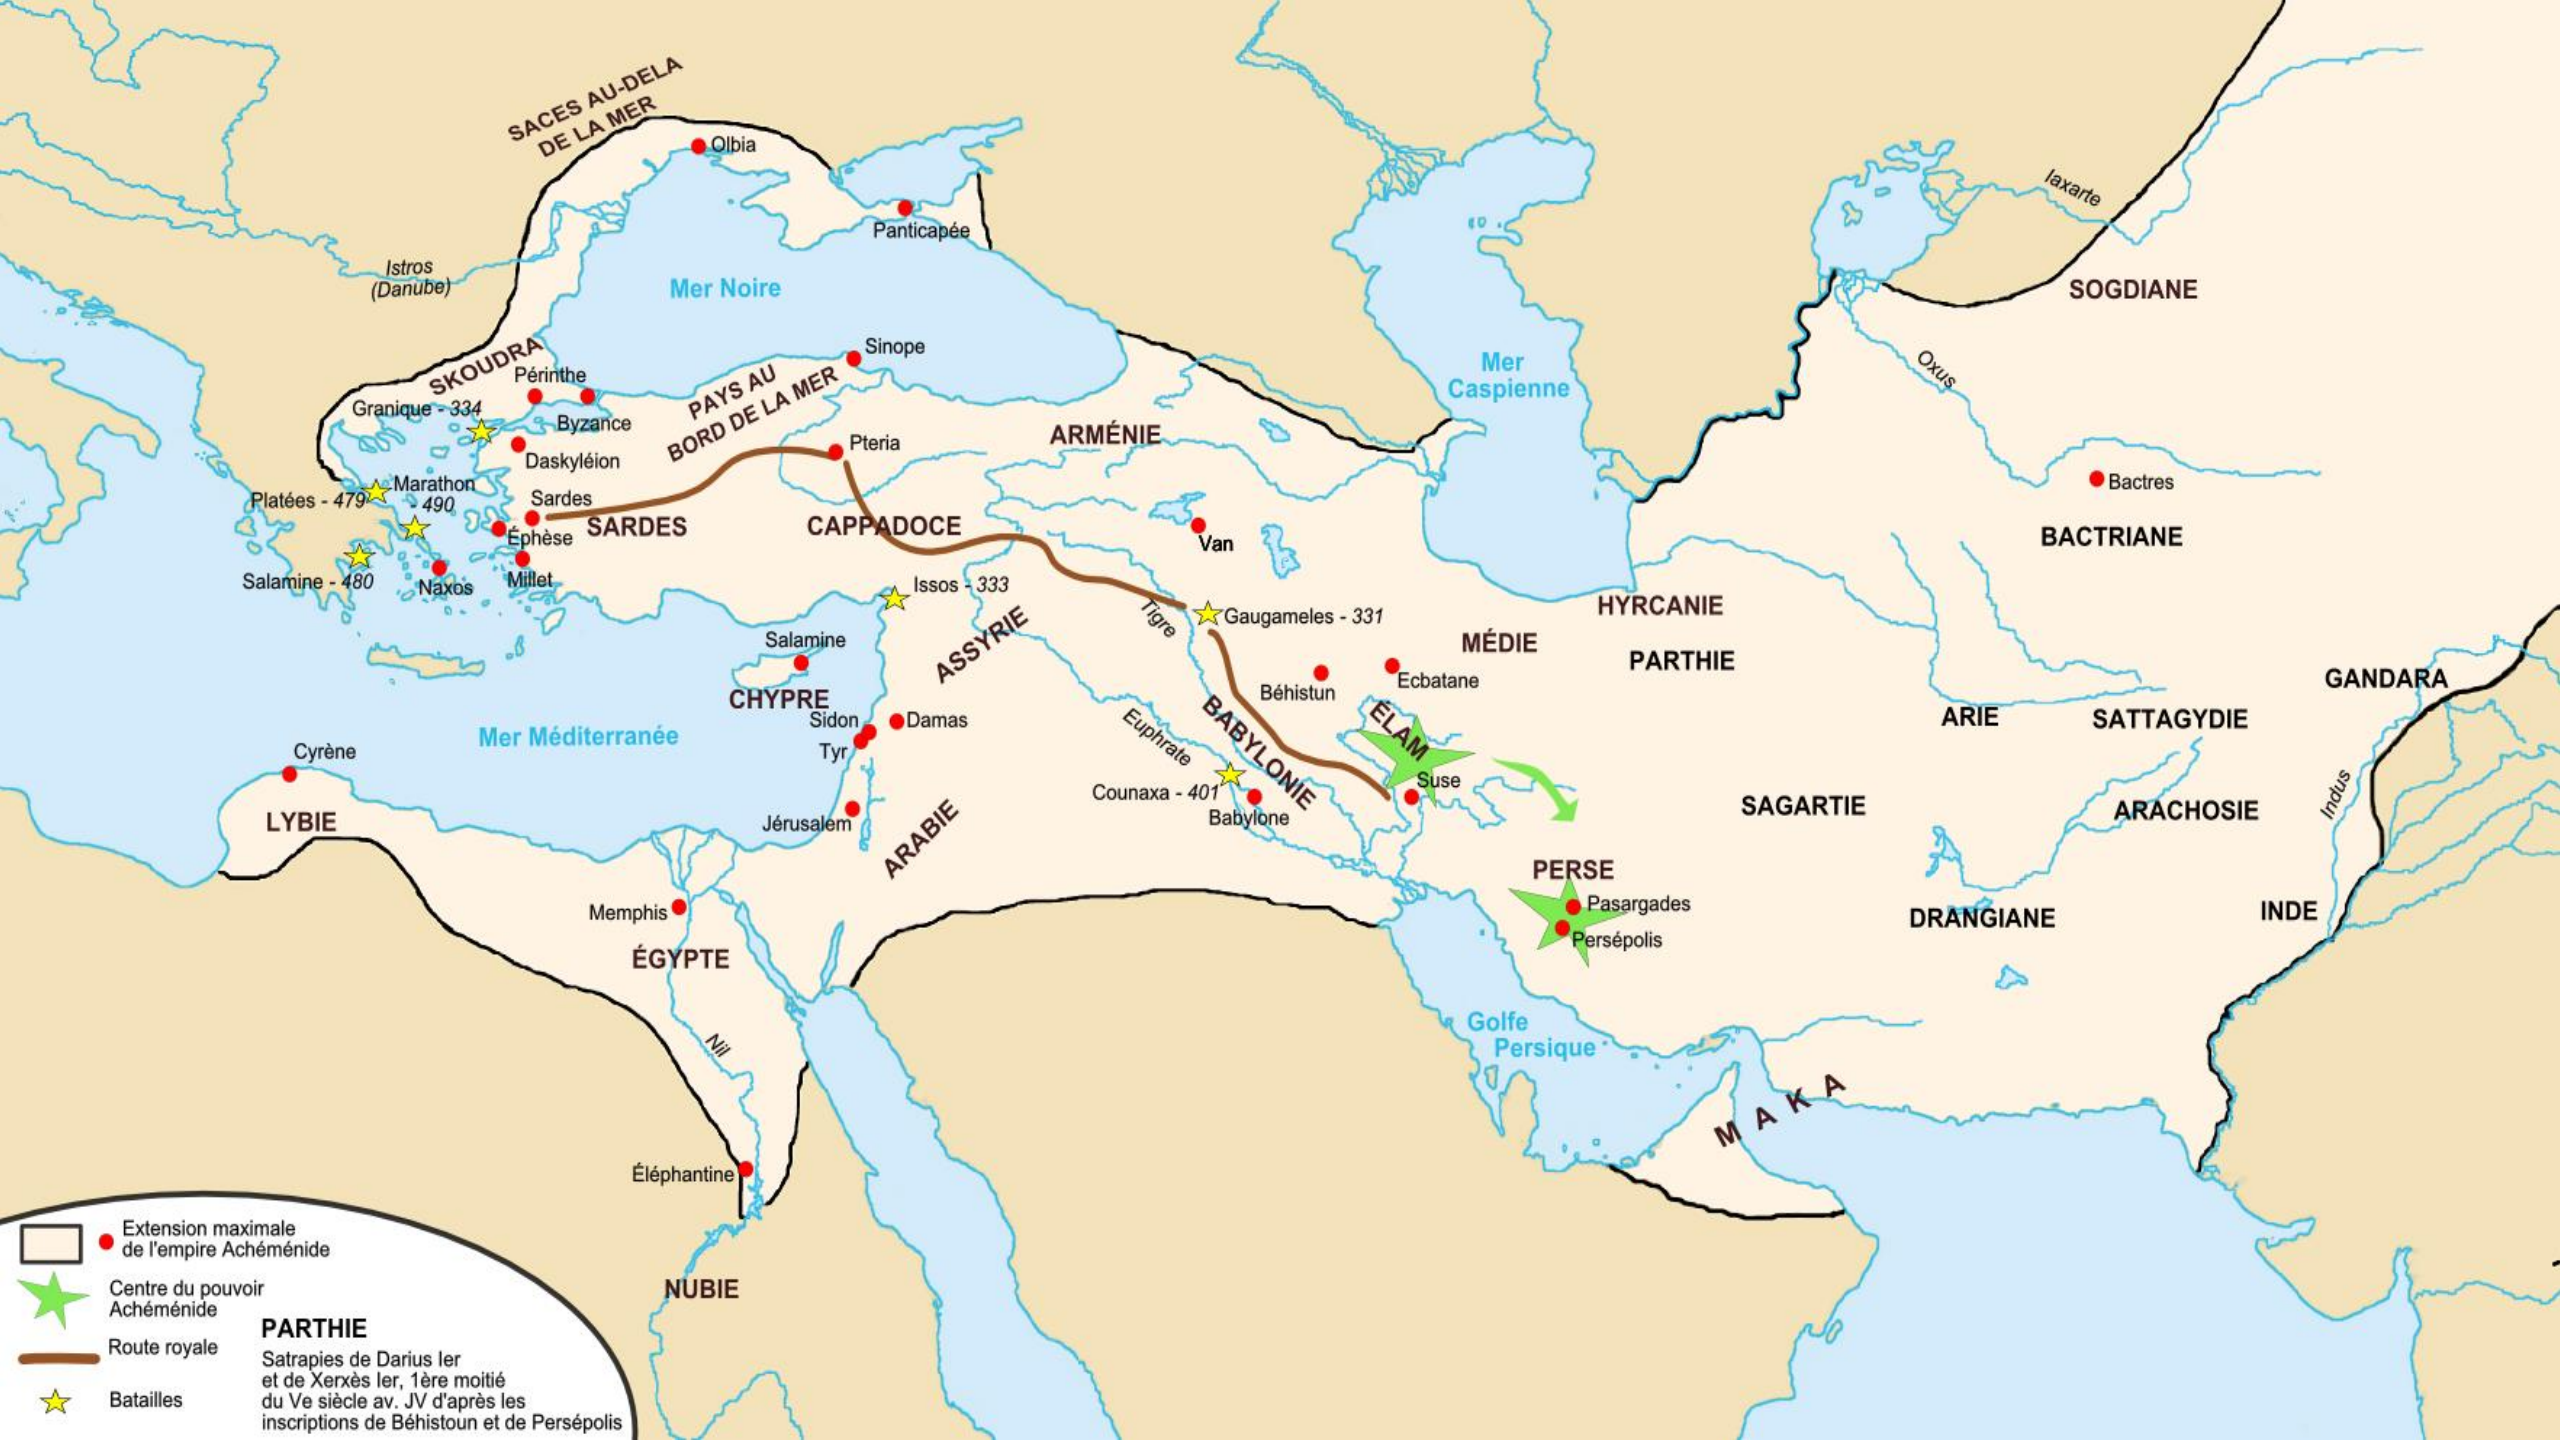 SACES AU-DELA
DE LA MER
Olbia
Panticapée
Iaxarte
Istros
(Danube)
Mer Noire
SOGDIANE
Sinope
Mer
Caspienne
Oxus
SKOUDRA
Périnthe
PAYS AU
BORD DE LA MER
Granique - 334
Byzance
ARMÉNIE
Pteria
Daskyléion
Marathon
- 490
Platées - 479
Bactres
Sardes
SARDES
CAPPADOCE
Éphèse
Van
BACTRIANE
Salamine - 480
Naxos
Millet
Issos - 333
Tigre
Gaugameles - 331
HYRCANIE
MÉDIE
PARTHIE
Salamine
ASSYRIE
CHYPRE
Béhistun
Ecbatane
GANDARA
Sidon
Damas
Tyr
Euphrate
BABYLONIE
ÉLAM
ARIE
SATTAGYDIE
Mer Méditerranée
Cyrène
Suse
Counaxa - 401
Babylone
Indus
LYBIE
Jérusalem
ARABIE
SAGARTIE
ARACHOSIE
PERSE
Pasargades
Persépolis
Memphis
DRANGIANE
INDE
ÉGYPTE
Golfe
Persique
Nil
MAKA
Éléphantine
NUBIE
Extension maximale
de l'empire Achéménide
Centre du pouvoir
Achéménide
Route royale
Batailles
PARTHIE
Satrapies de Darius Ier
et de Xerxès Ier, 1ère moitié
du Ve siècle av. JV d'après les
inscriptions de Béhistoun et de Persépolis